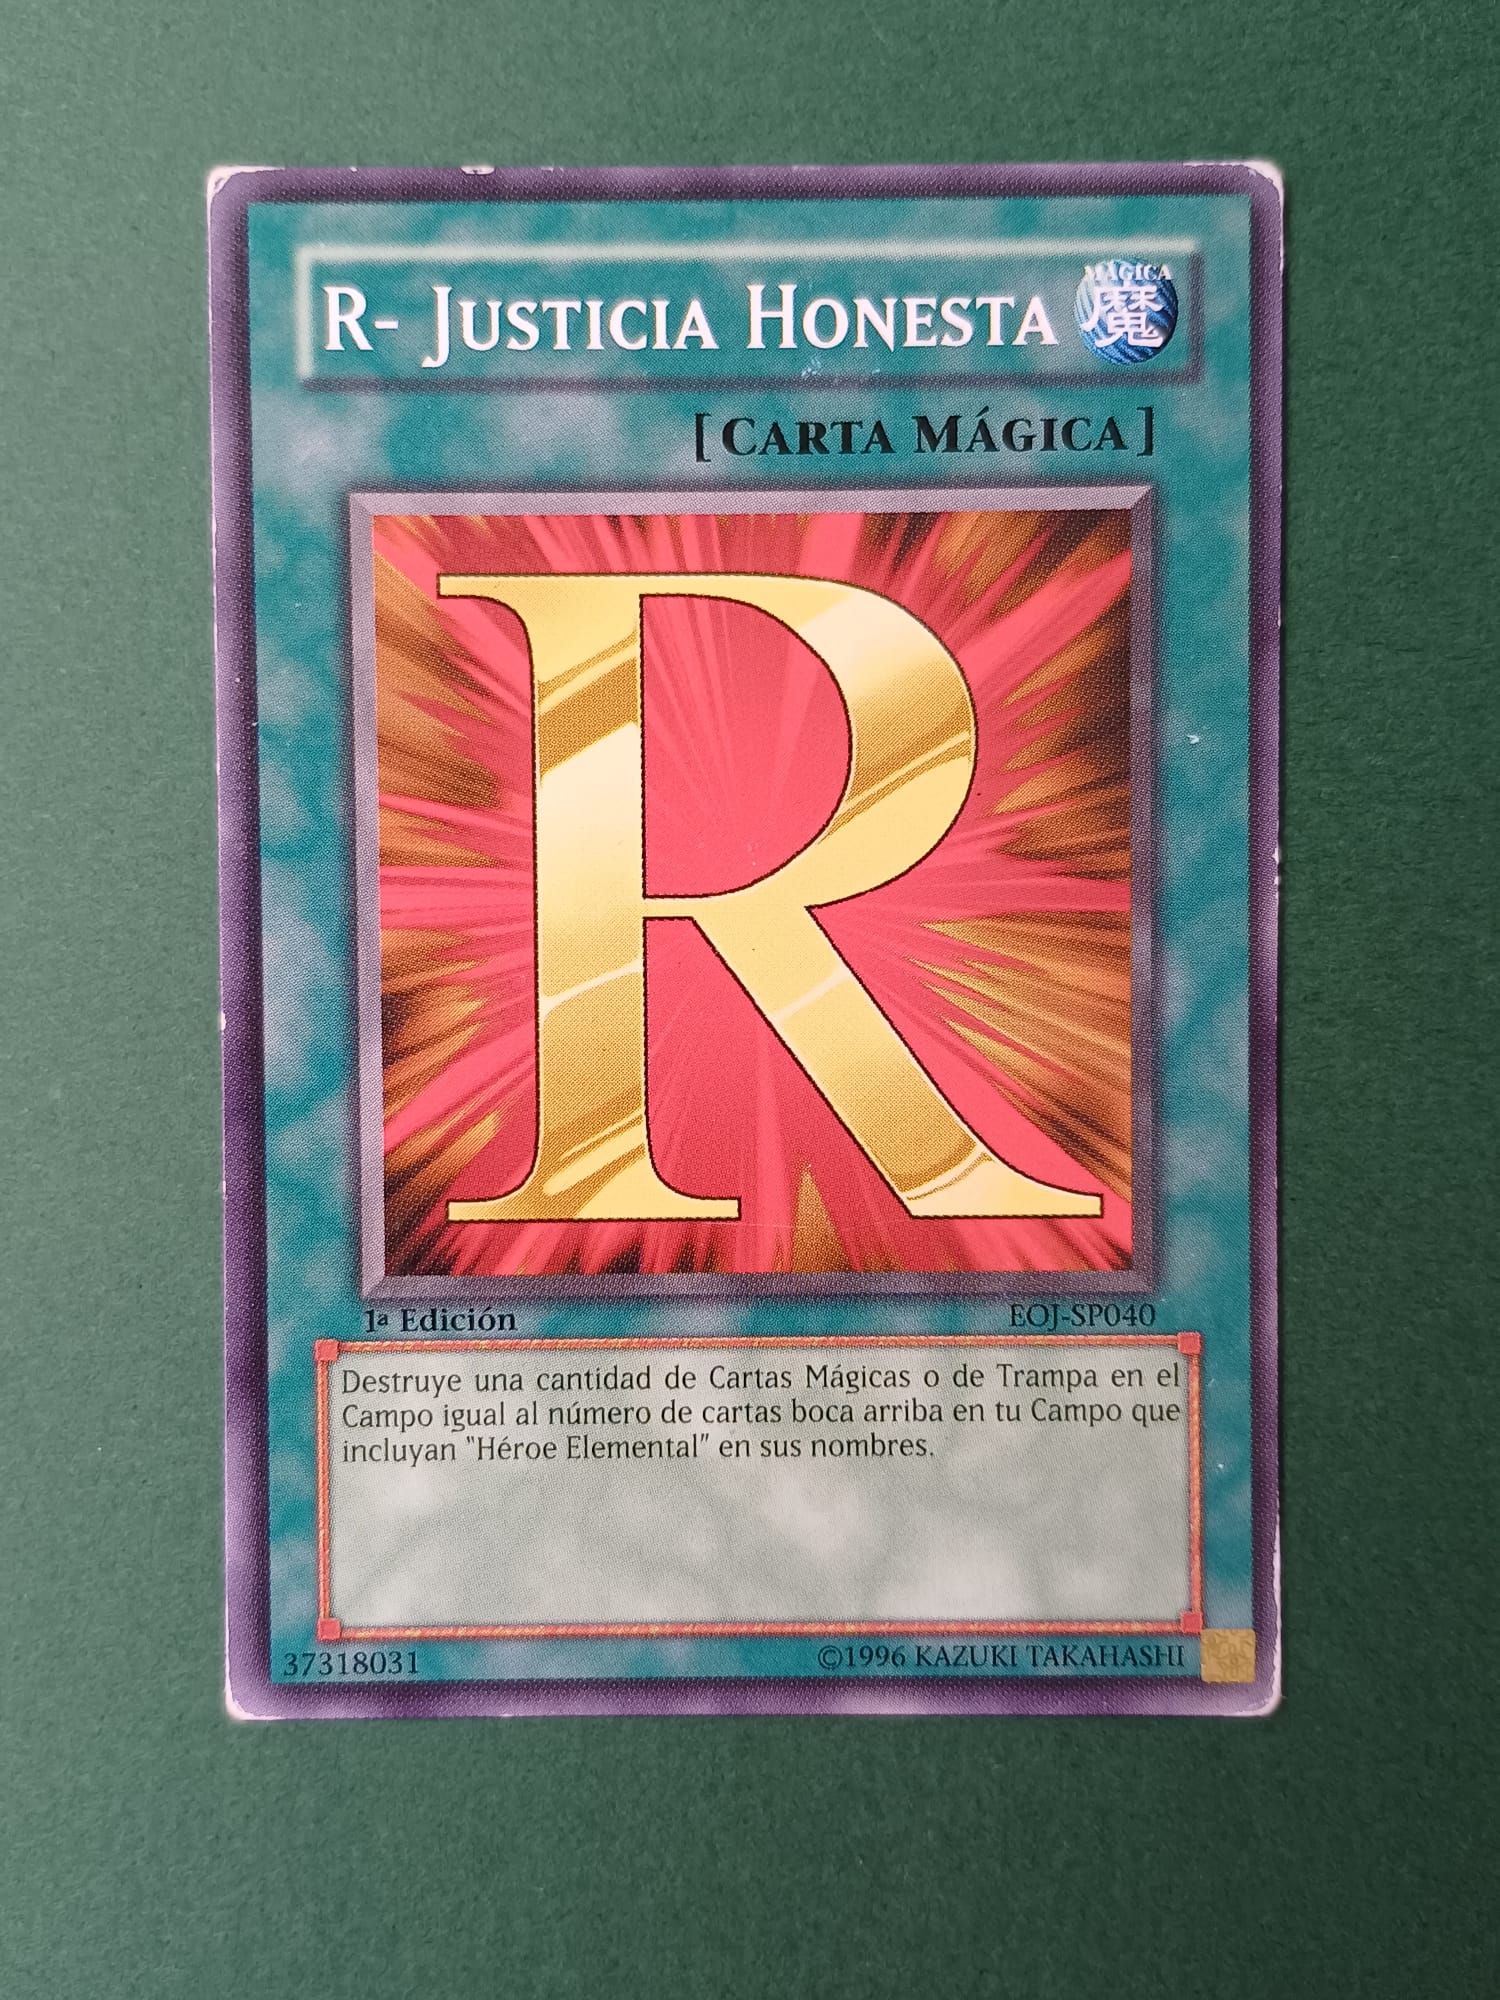 R- JUSTICIA HONESTA
MÁGICA
魔
[CARTA MÁGICA]
R
1ª Edición
EOJ-SP040
Destruye una cantidad de Cartas Mágicas o de Trampa en el
Campo igual al número de cartas boca arriba en tu Campo que
incluyan "Héroe Elemental" en sus nombres.
37318031
©1996 KAZUKI TAKAHASHI